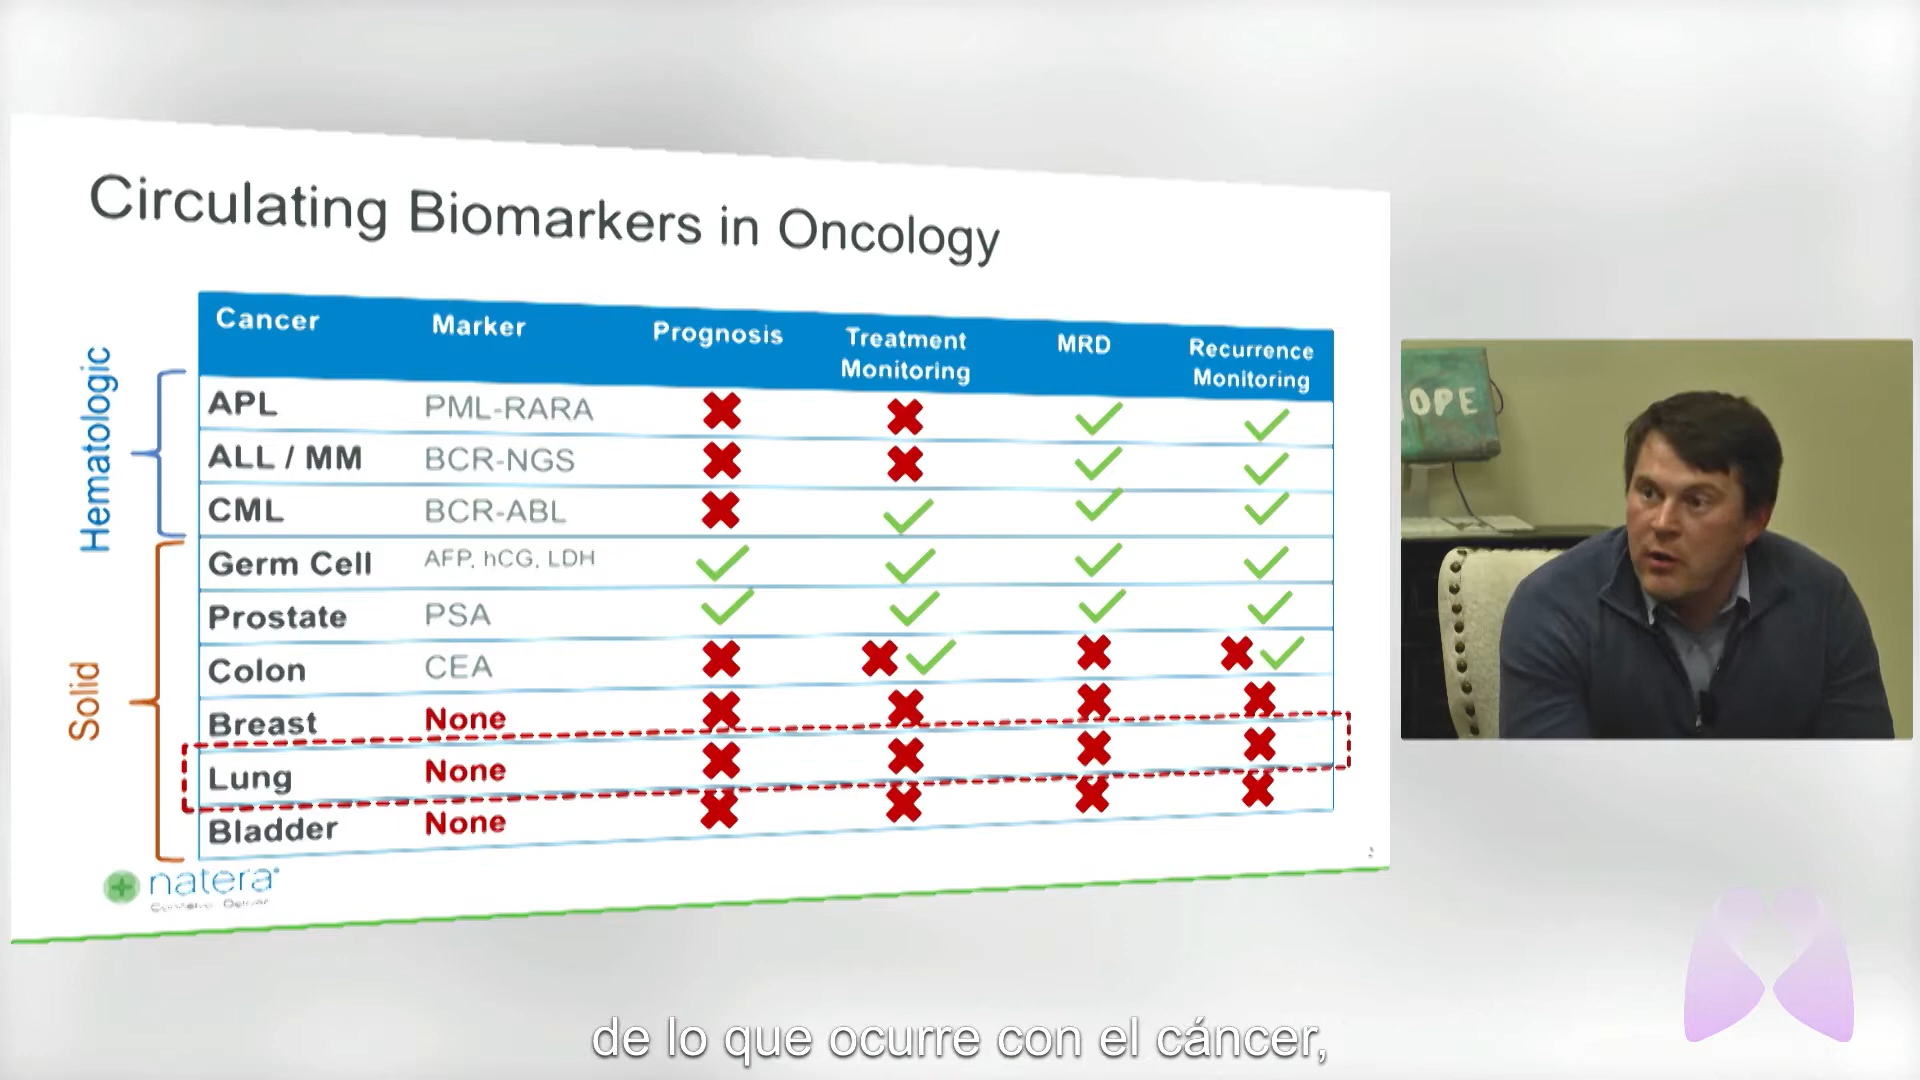 Circulating Biomarkers in Oncology
Cancer Marker Prognosis Treatment Monitoring MRD Recurrence Monitoring
Hematologic
APL PML-RARA
ALL / MM BCR-NGS
CML BCR-ABL
Solid
Germ Cell AFP, hCG, LDH
Prostate PSA
Colon CEA
Breast None
Lung None
Bladder None
natera
OPE
de lo que ocurre con el cáncer,